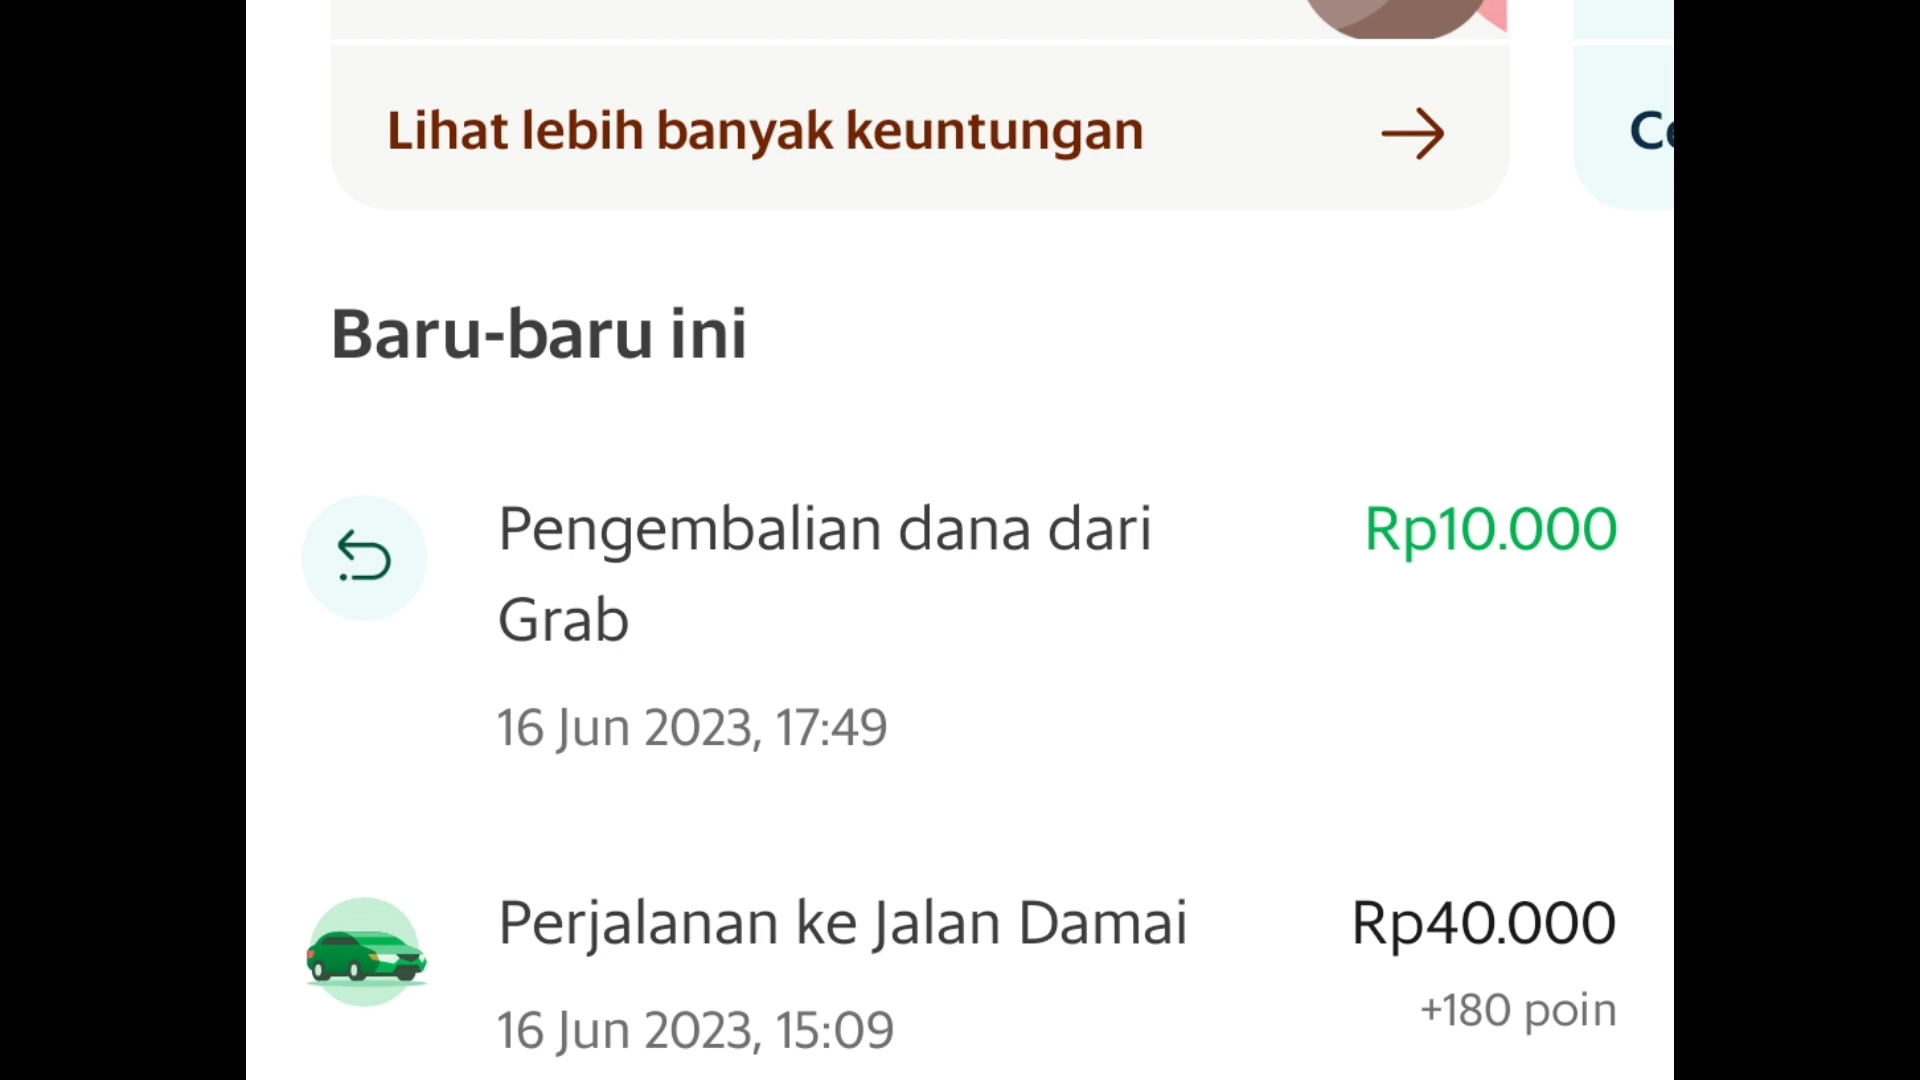 Lihat lebih banyak keuntungan
Baru-baru ini
Pengembalian dana dari
Grab
Rp10.000
16 Jun 2023, 17:49
Perjalanan ke Jalan Damai
Rp40.000
+180 poin
16 Jun 2023, 15:09